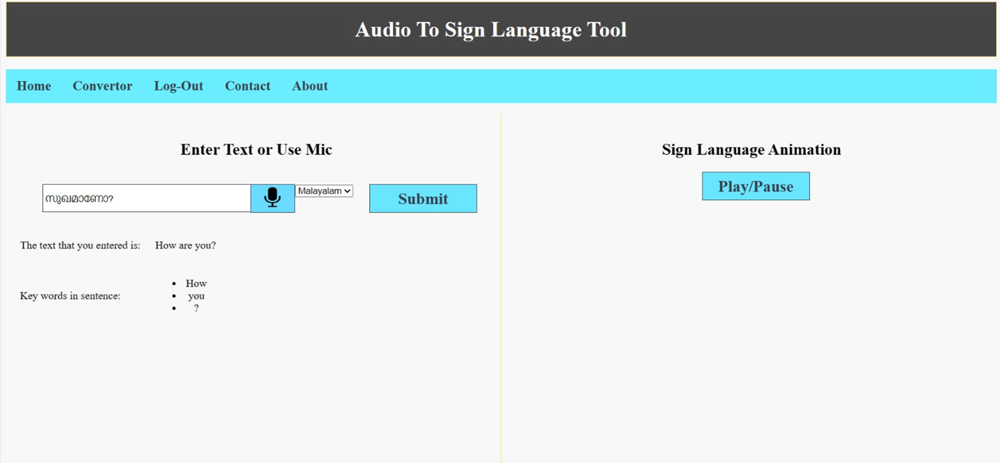 Audio To Sign Language Tool
Home Convertor Log-Out Contact About
Enter Text or Use Mic
സുഖമാണോ?
Malayalam
Submit
The text that you entered is: How are you?
Key words in sentence:
• How
• you
• ?
Sign Language Animation
Play/Pause